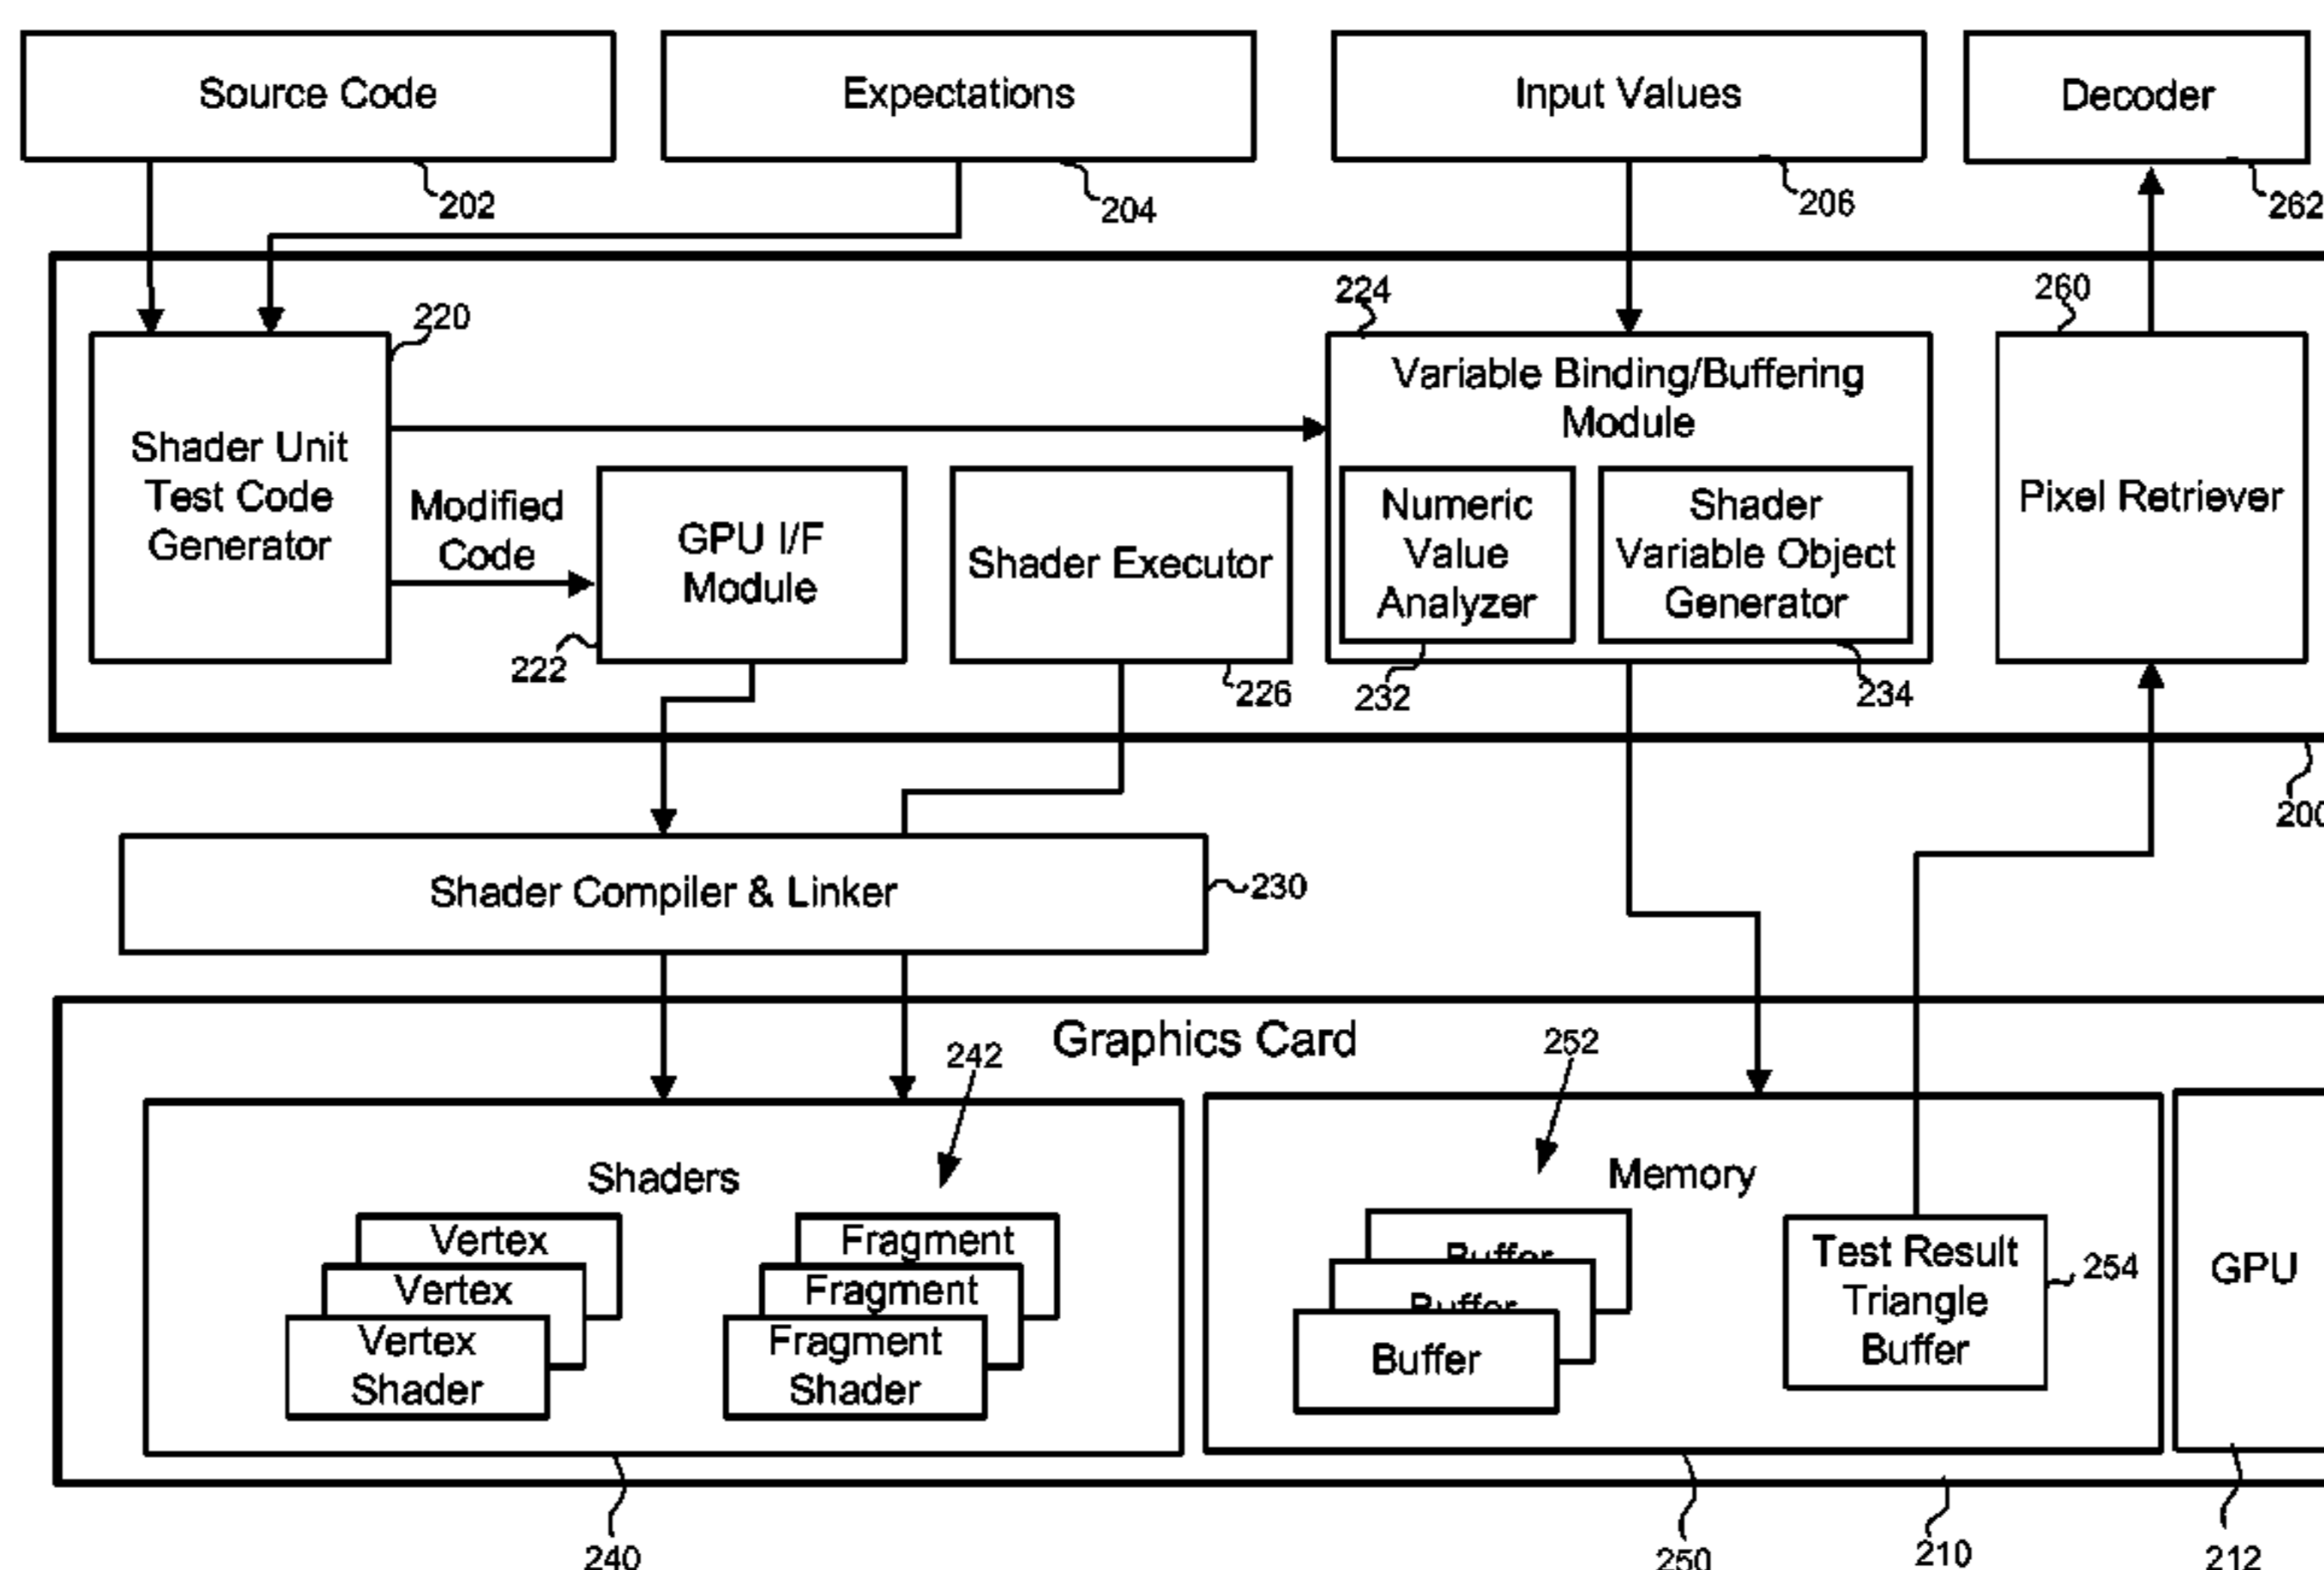 Source Code
Expectations
Input Values
Decoder
202
204
206
262
220
224
260
Shader Unit
Test Code
Generator
Modified
Code
GPU I/F
Module
222
Shader Executor
226
Variable Binding/Buffering
Module
Numeric
Value
Analyzer
232
Shader
Variable Object
Generator
234
Pixel Retriever
200
Shader Compiler & Linker
230
Graphics Card
242
252
Shaders
Vertex
Vertex
Vertex
Shader
Fragment
Fragment
Fragment
Shader
Memory
Buffer
Buffer
Buffer
Test Result
Triangle
Buffer
254
GPU
240
250
210
212